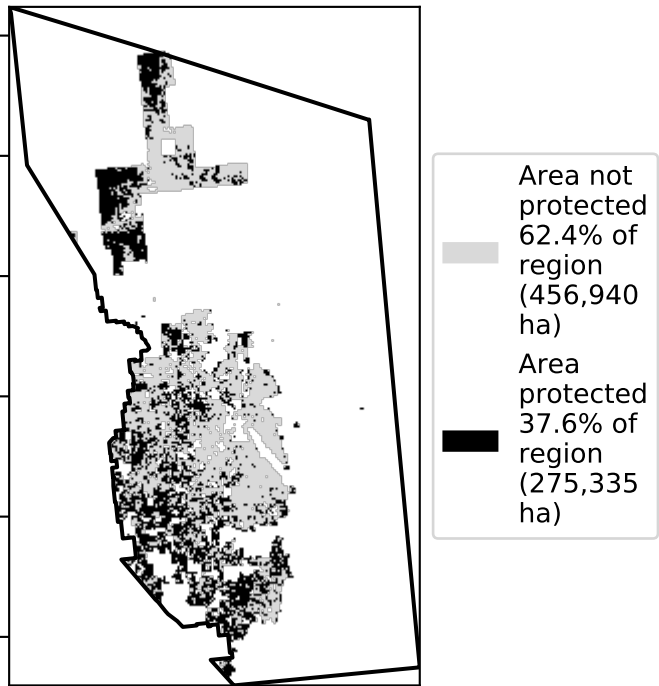 Area not
protected
62.4% of
region
(456,940
ha)
Area
protected
37.6% of
region
(275,335
ha)